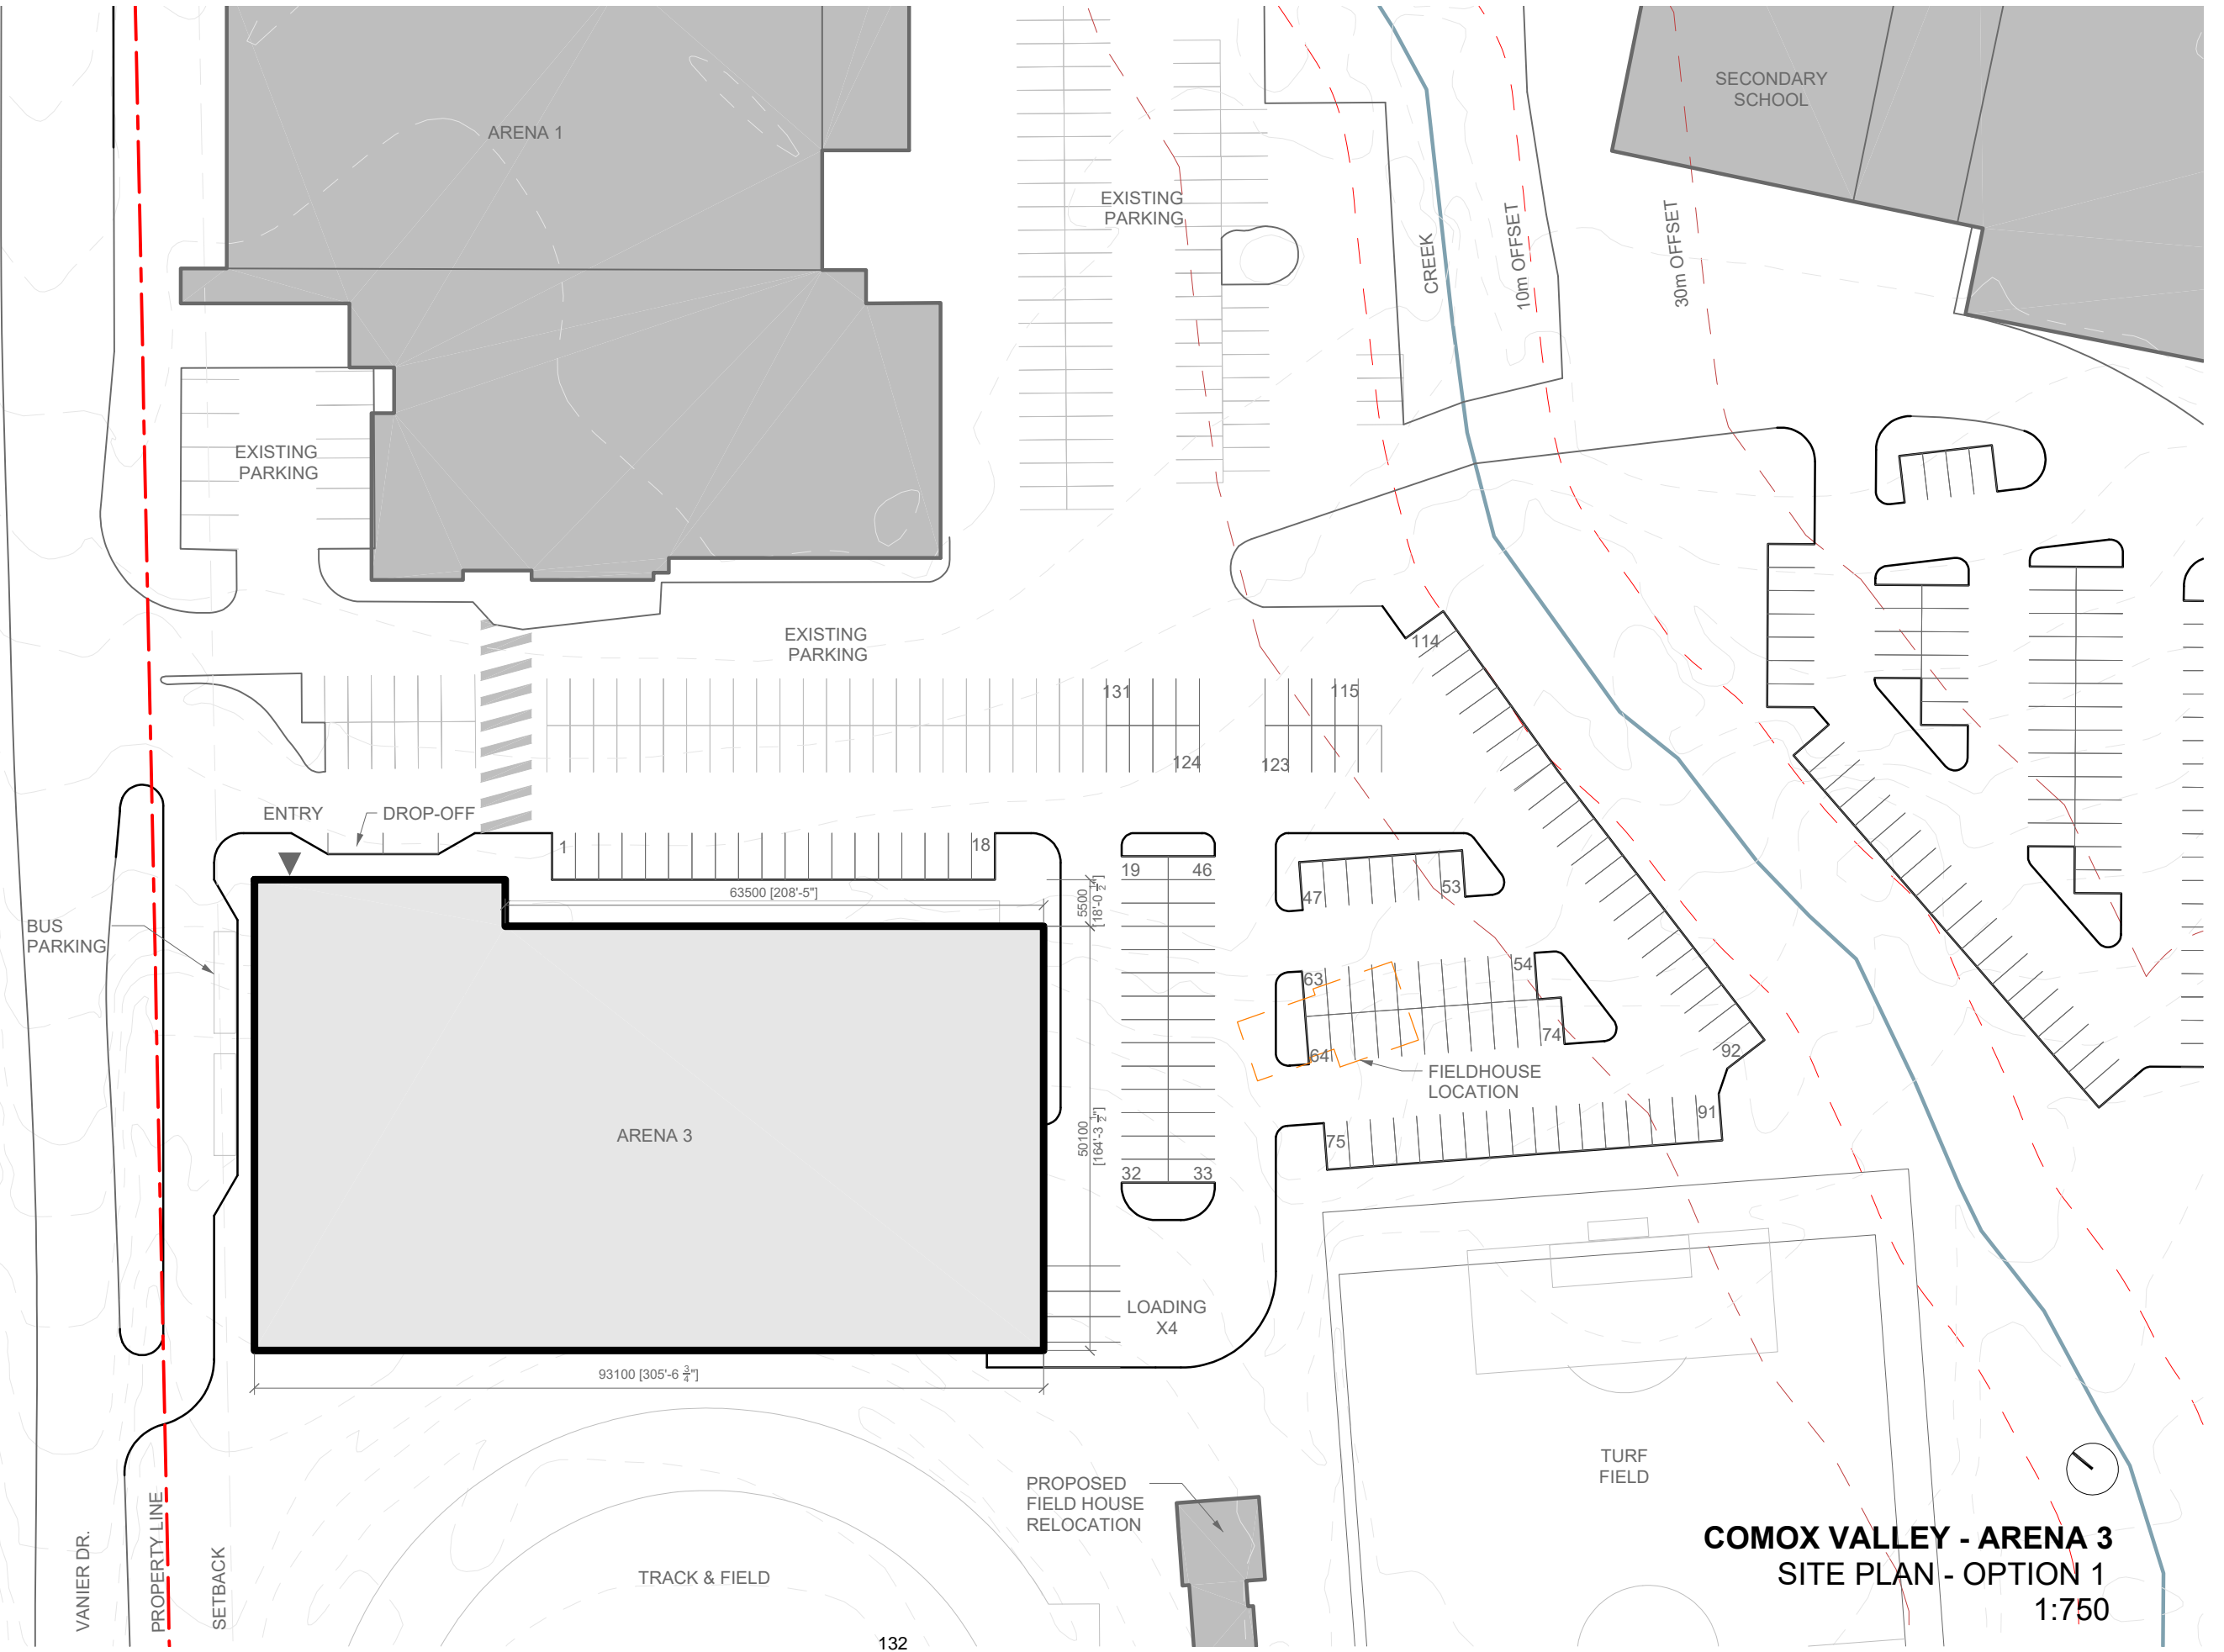 SECONDARY
SCHOOL
ARENA 1
EXISTING
PARKING
CREEK
10m OFFSET
30m OFFSET
EXISTING
PARKING
EXISTING
PARKING
114
131
115
124
123
ENTRY
DROP-OFF
1
18
19
46
47
53
63500 [208'-5"]
5500
[18'-0 1/2"]
BUS
PARKING
63
54
64
74
92
FIELDHOUSE
LOCATION
91
75
ARENA 3
50100
[164'-3 1/2"]
32
33
LOADING
X4
93100 [305'-6 3/4"]
TURF
FIELD
PROPOSED
FIELD HOUSE
RELOCATION
VANIER DR.
PROPERTY LINE
SETBACK
TRACK & FIELD
COMOX VALLEY - ARENA 3
SITE PLAN - OPTION 1
1:750
132